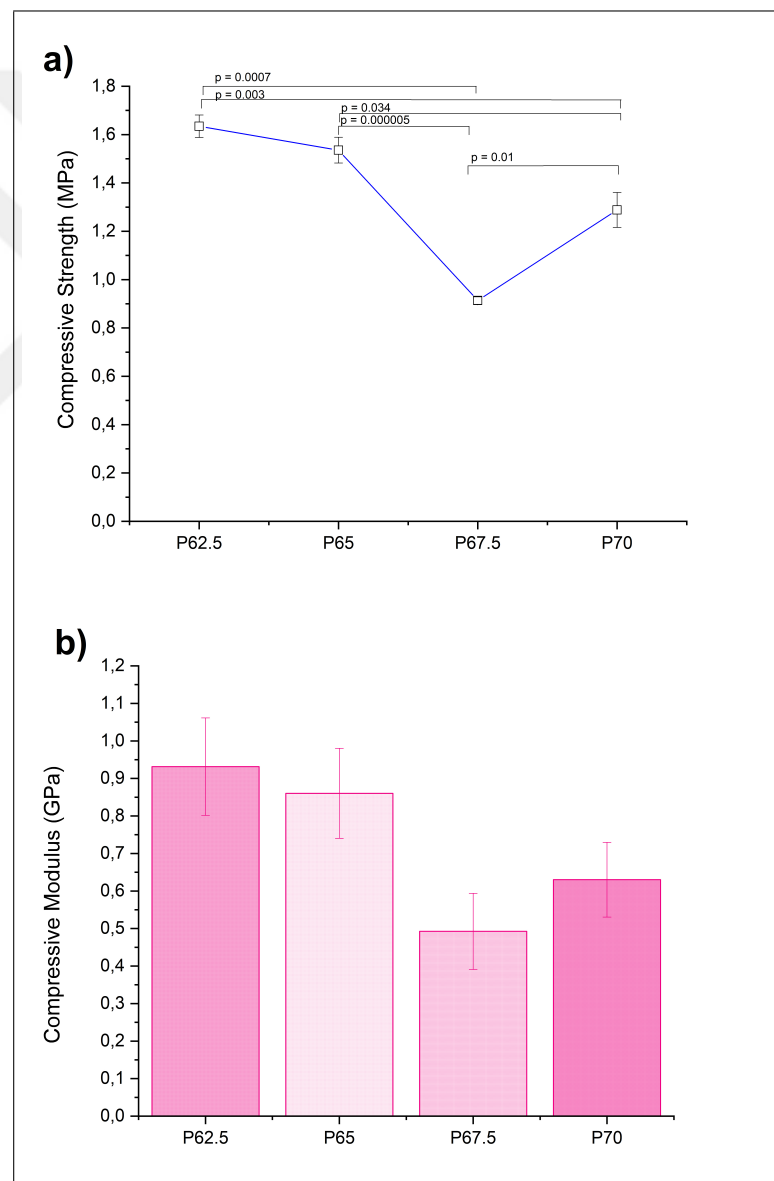 a)
p = 0.0007
p = 0.003
p = 0.034
p = 0.000005
p = 0.01
Compressive Strength (MPa)
1,8
1,6
1,4
1,2
1,0
0,8
0,6
0,4
0,2
0,0
P62.5 P65 P67.5 P70
b)
Compressive Modulus (GPa)
1,2
1,1
1,0
0,9
0,8
0,7
0,6
0,5
0,4
0,3
0,2
0,1
0,0
P62.5 P65 P67.5 P70